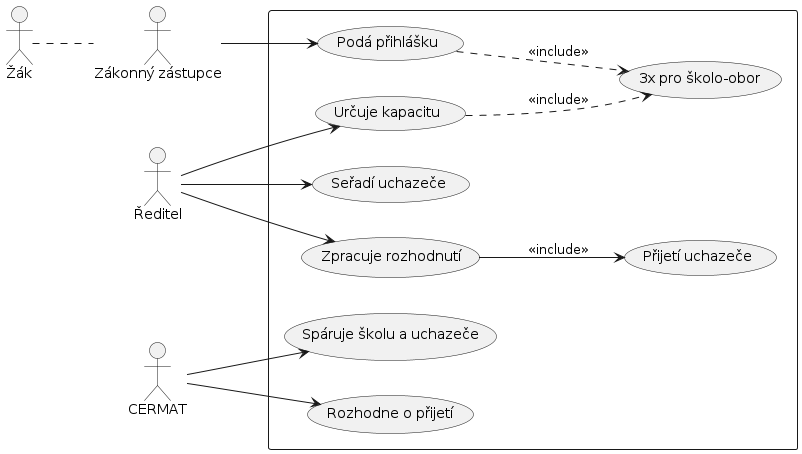 Žák
Zákonný zástupce
Podá přihlášku
«include»
3x pro školo-obor
Určuje kapacitu
«include»
Ředitel
Seřadí uchazeče
Zpracuje rozhodnutí
«include»
Přijetí uchazeče
CERMAT
Spáruje školu a uchazeče
Rozhodne o přijetí